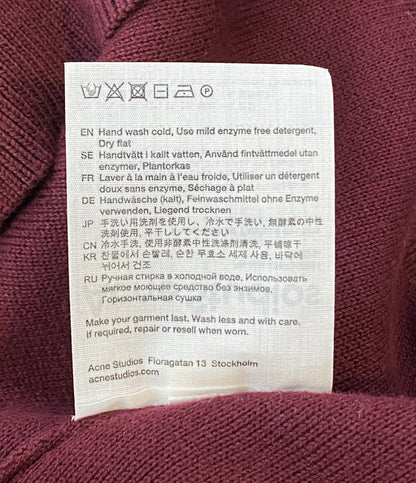 EN Hand wash cold, Use mild enzyme free detergent,
Dry flat
SE Handtvätt i kallt vatten, Använd fintvättmedel utan
enzymer, Plantorkas
FR Laver à la main à l'eau froide, Utiliser un détergent
doux sans enzyme, Séchage à plat
DE Handwäsche (kalt), Feinwaschmittel ohne Enzyme
verwenden, Liegend trocknen
JP 手洗い用洗剤を使用し、冷水で手洗い, 無酵素の中性
洗剤使用, 平干ししてください
CN 冷水手洗, 使用非酵素中性洗涤剂清洗, 平铺晾干
KR 찬물에서 손빨래, 순한 무효소 세제 사용, 바닥에
뉘어서 건조
RU Ручная стирка в холодной воде, Использовать
мягкое моющее средство без энзимов,
Горизонтальная сушка
Make your garment last. Wash less and with care.
If required, repair or resell when worn.
Acne Studios Floragatan 13 Stockholm
acnestudios.com